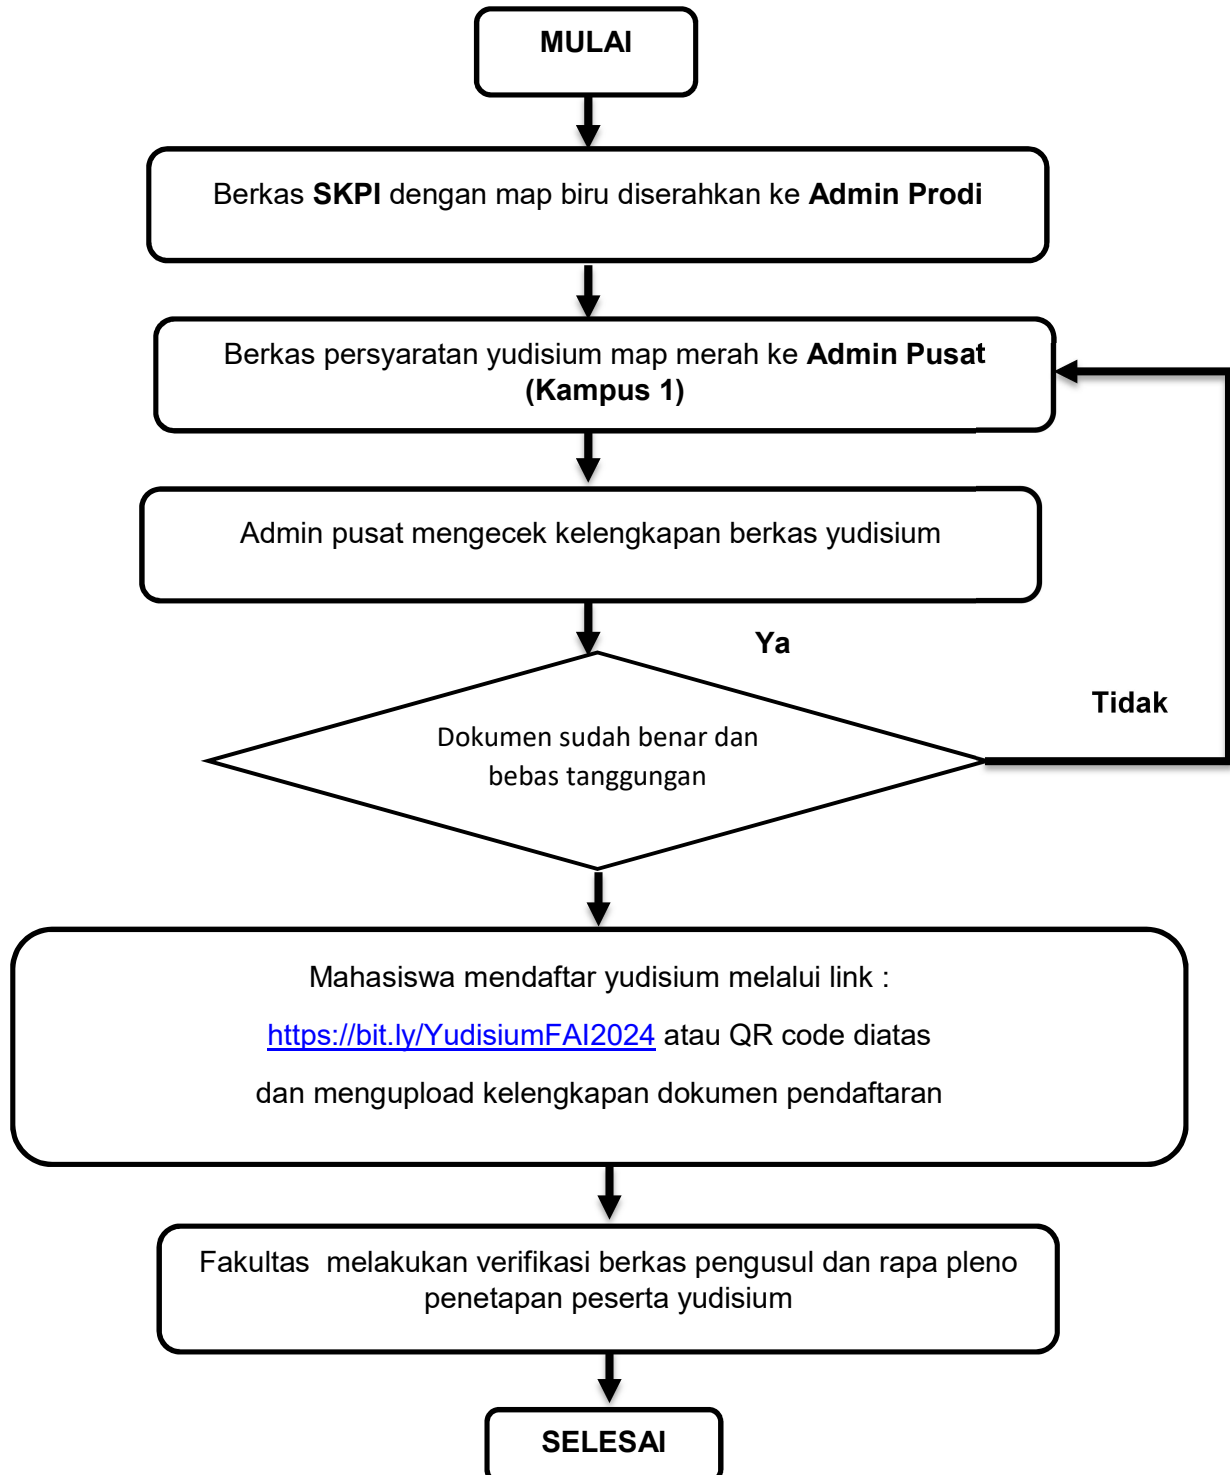 MULAI
Berkas SKPI dengan map biru diserahkan ke Admin Prodi
Berkas persyaratan yudisium map merah ke Admin Pusat
(Kampus 1)
Admin pusat mengecek kelengkapan berkas yudisium
Ya
Tidak
Dokumen sudah benar dan
bebas tanggungan
Mahasiswa mendaftar yudisium melalui link :
https://bit.ly/YudisiumFAI2024 atau QR code diatas
dan mengupload kelengkapan dokumen pendaftaran
Fakultas  melakukan verifikasi berkas pengusul dan rapa pleno
penetapan peserta yudisium
SELESAI